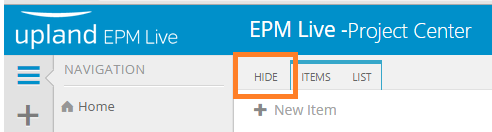 upland EPM Live
EPM Live -Project Center
NAVIGATION
Home
HIDE ITEMS LIST
New Item